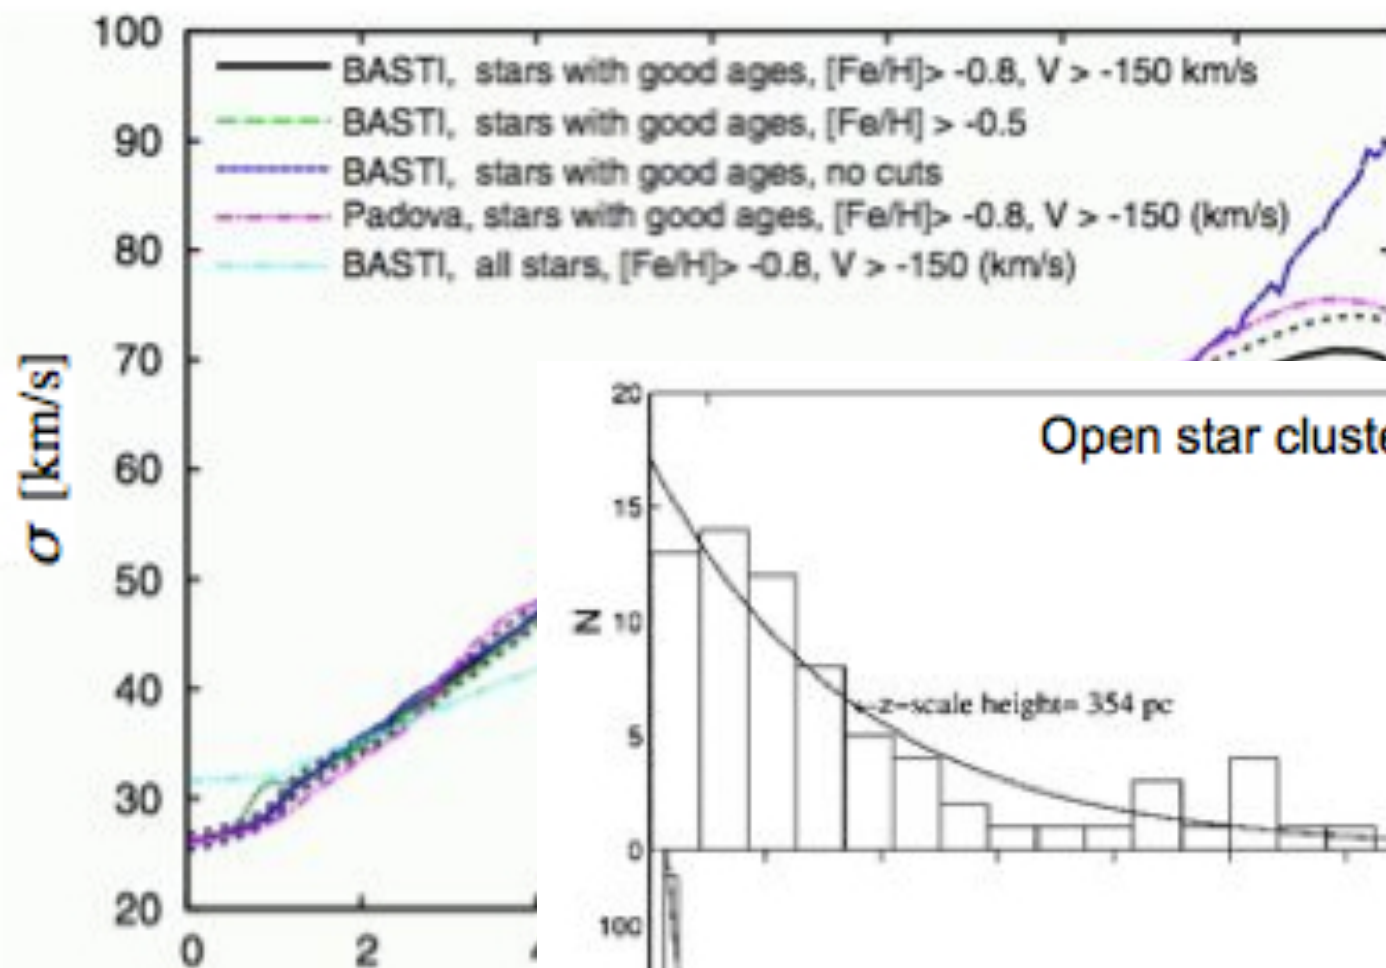 100
BASTI, stars with good ages, [Fe/H]> -0.8, V > -150 km/s
90
BASTI, stars with good ages, [Fe/H] > -0.5
BASTI, stars with good ages, no cuts
Padova, stars with good ages, [Fe/H]> -0.8, V > -150 (km/s)
80
BASTI, all stars, [Fe/H]> -0.8, V > -150 (km/s)
70
60
50
40
30
20
σ [km/s]
0
2
20
Open star
15
N
10
z-scale height= 354 pc
5
0
100